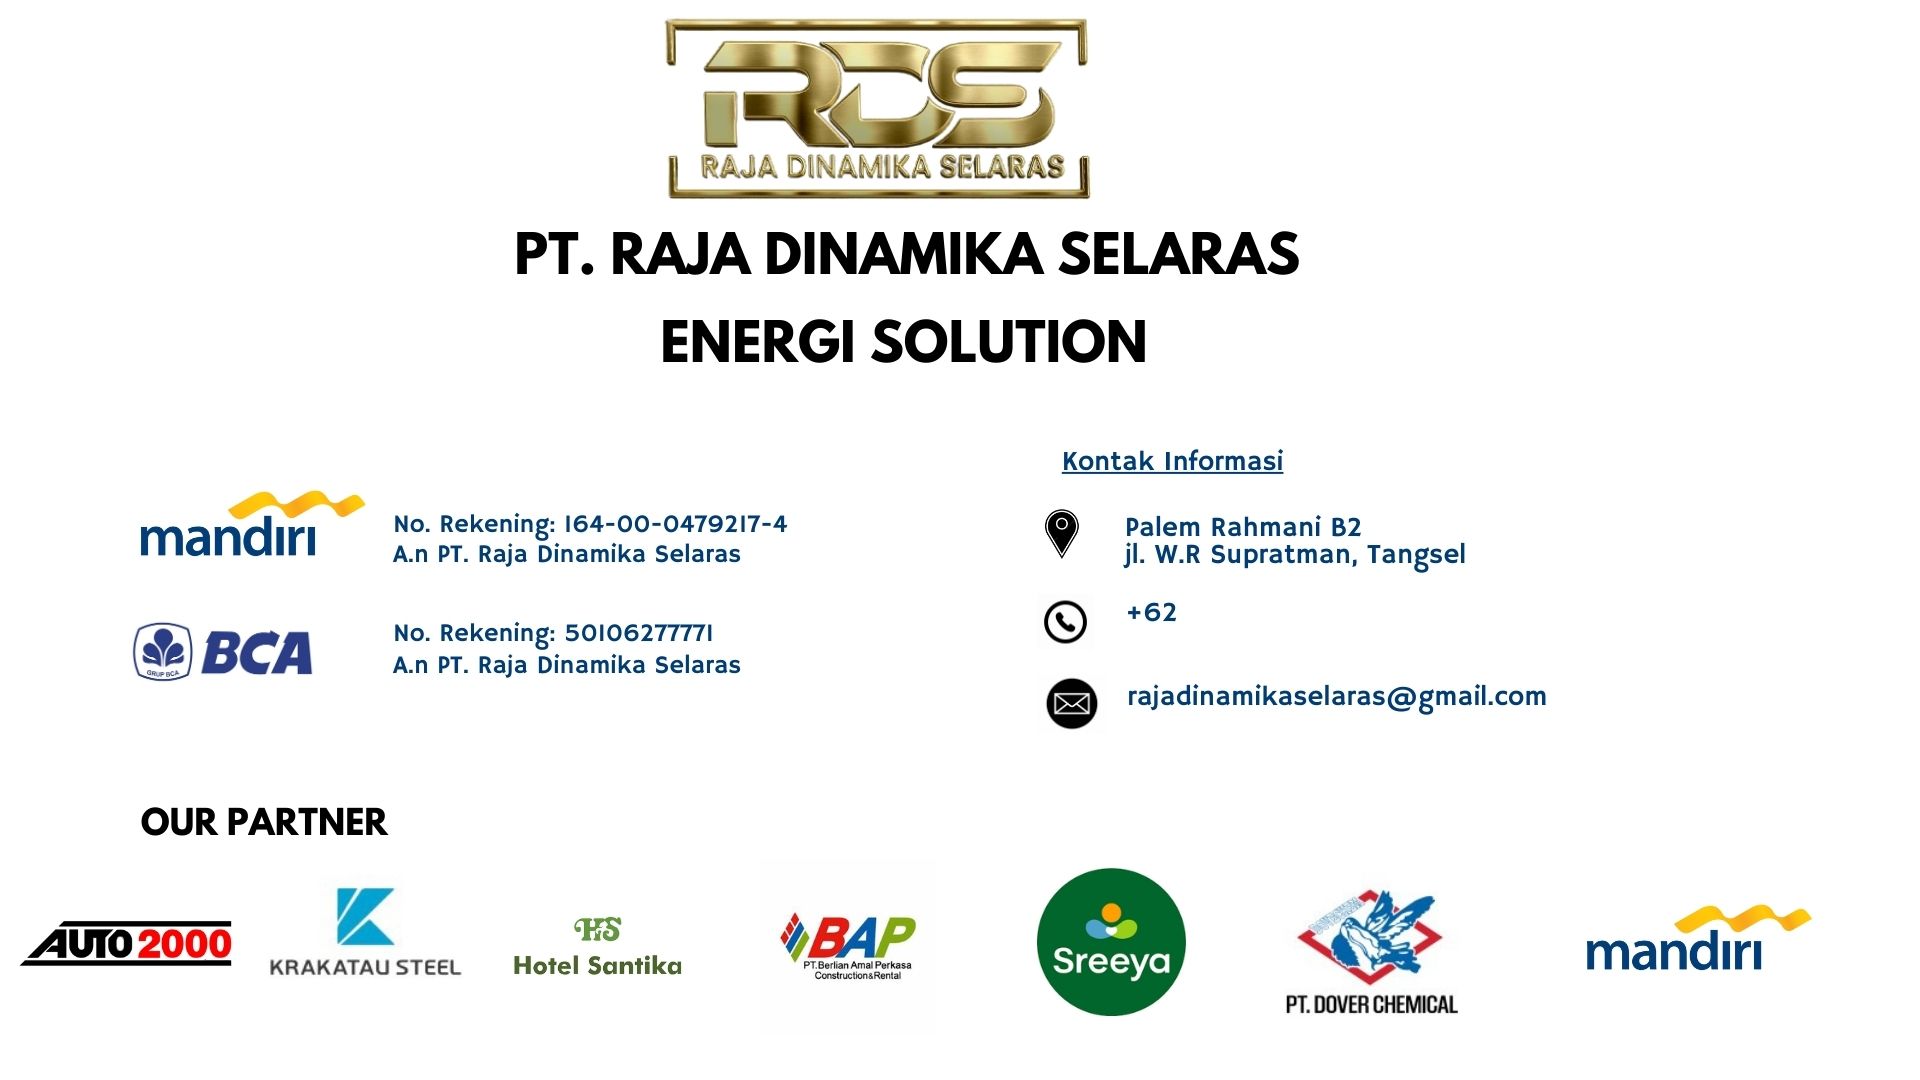 RDS
RAJA DINAMIKA SELARAS
PT. RAJA DINAMIKA SELARAS
ENERGI SOLUTION
mandiri
No. Rekening: 164-00-0479217-4
A.n PT. Raja Dinamika Selaras
GRUP BCA
BCA
No. Rekening: 5010627771
A.n PT. Raja Dinamika Selaras
Kontak Informasi
Palem Rahmani B2
jl. W.R Supratman, Tangsel
+62
rajadinamikaselaras@gmail.com
OUR PARTNER
AUTO 2000
KRAKATAU STEEL
HS
Hotel Santika
BAP
PT.Berlian Amal Perkasa
Construction&Rental
Sreeya
PT. DOVER CHEMICAL
mandiri